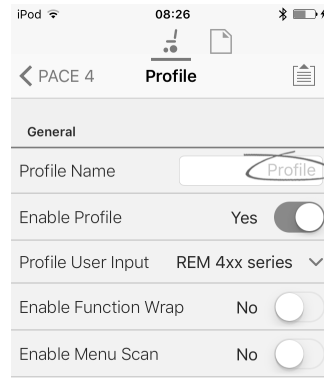 iPod 08:26
PACE 4 Profile
General
Profile Name Profile
Enable Profile Yes
Profile User Input REM 4xx series
Enable Function Wrap No
Enable Menu Scan No